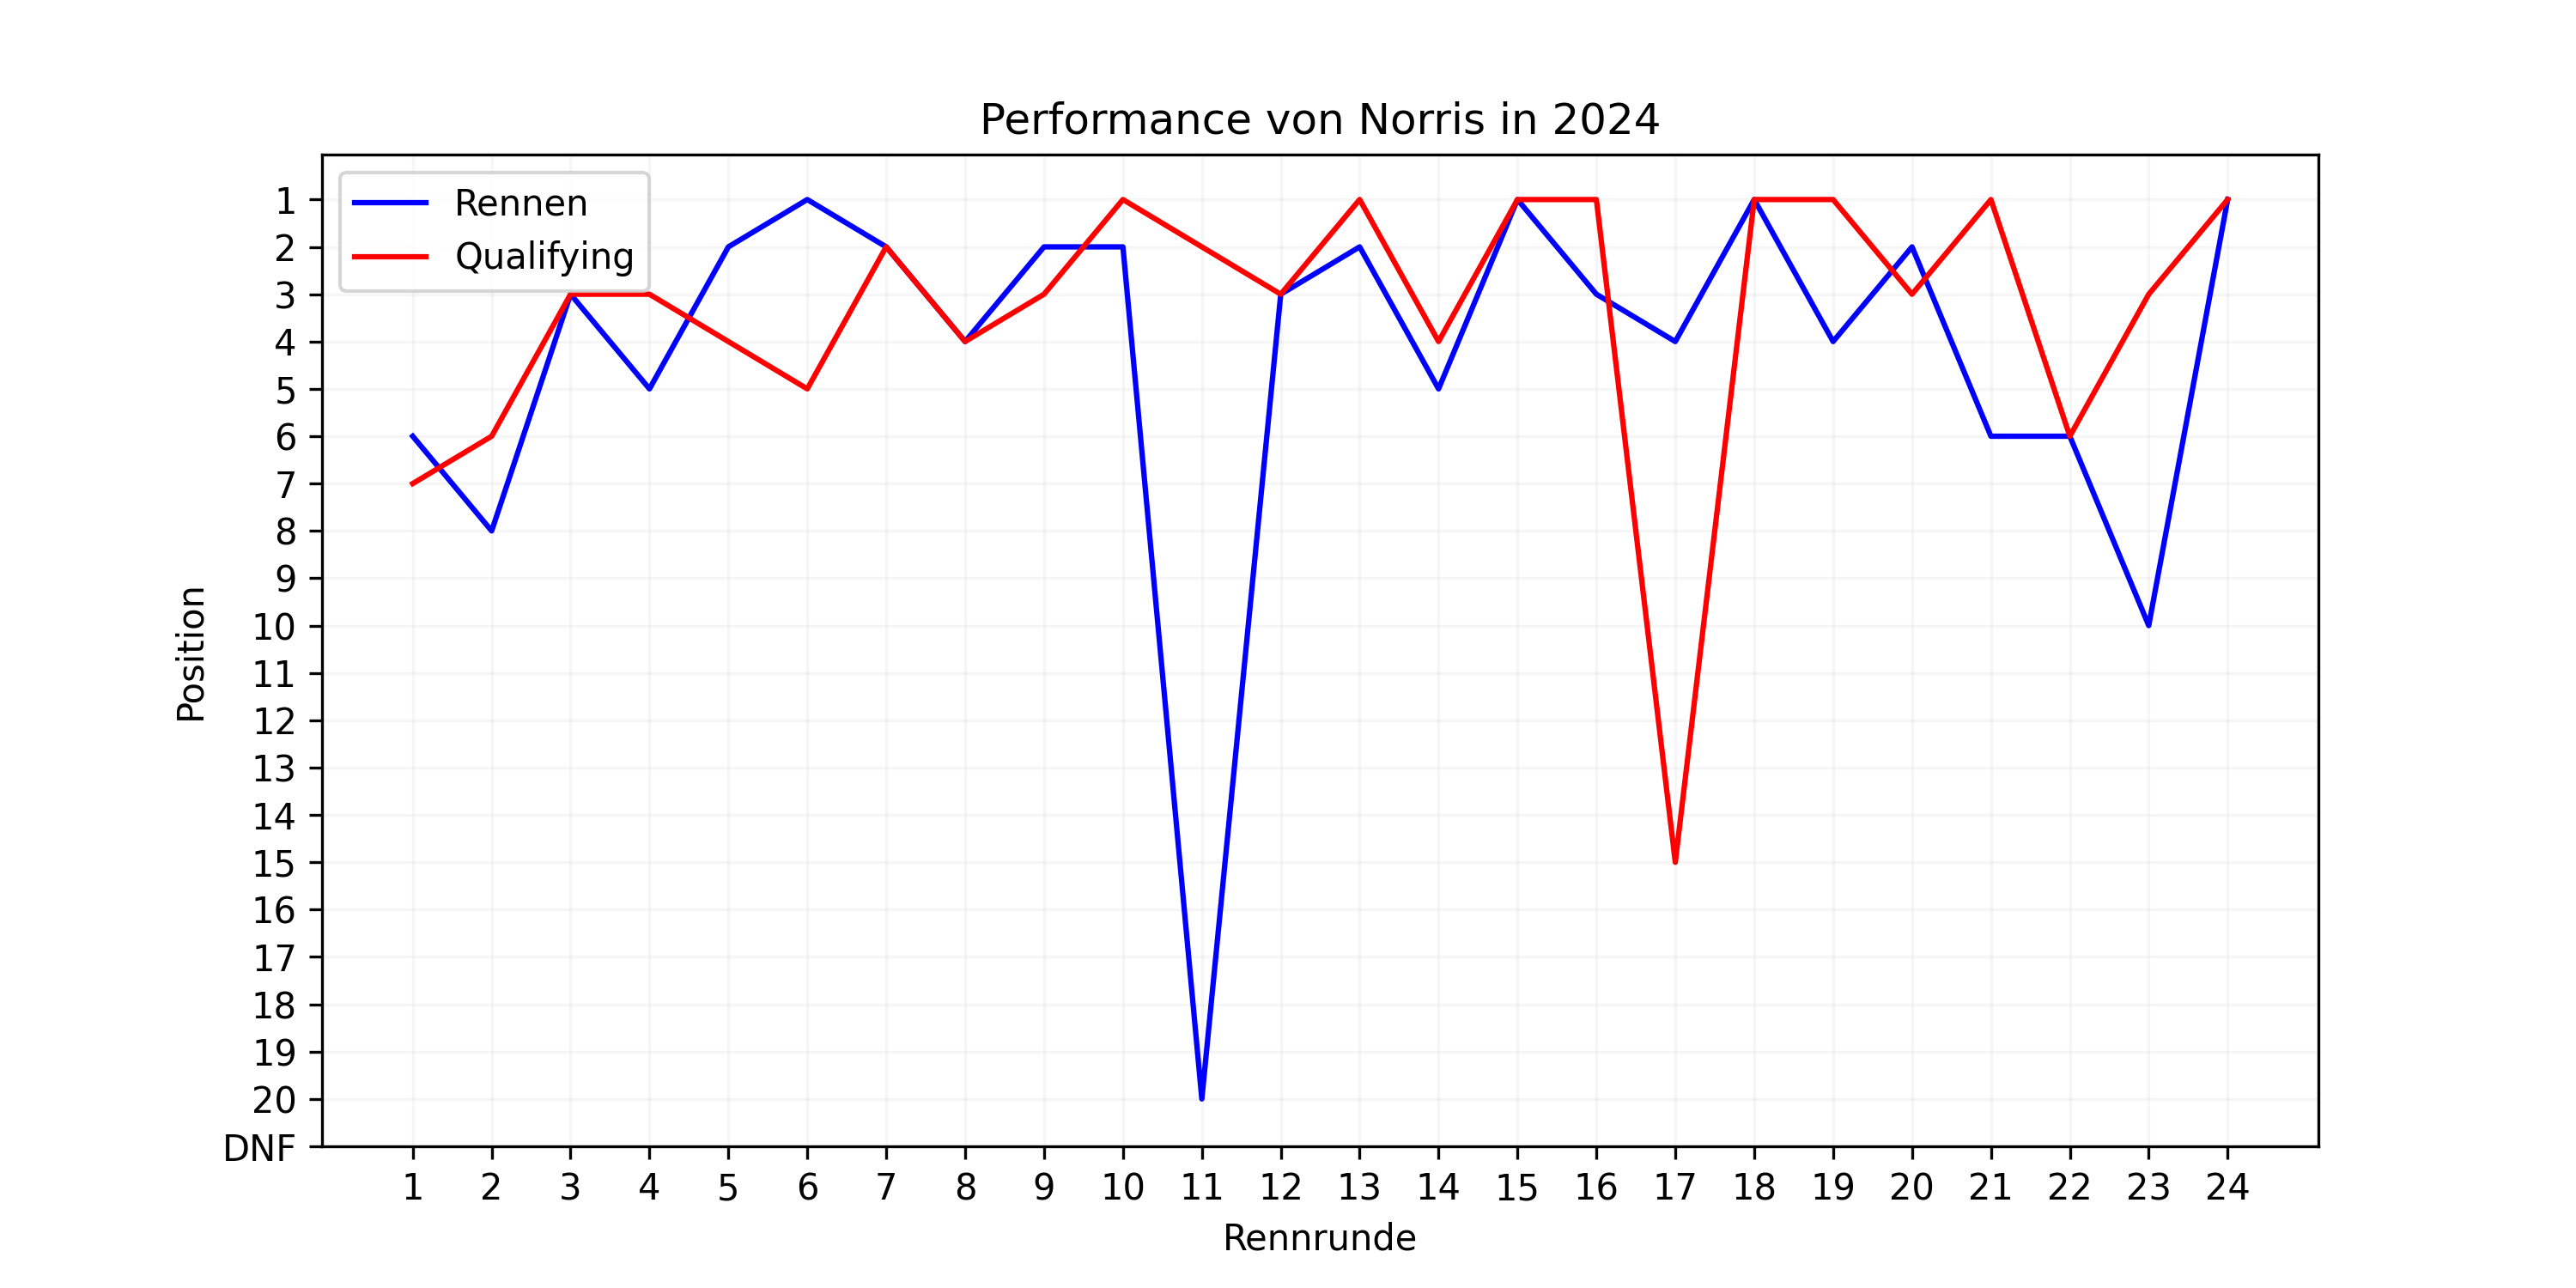 Performance von Norris in 2024
Rennen
Qualifying
1
2
3
4
5
6
7
8
9
10
11
12
13
14
15
16
17
18
19
20
DNF
Position
1 2 3 4 5 6 7 8 9 10 11 12 13 14 15 16 17 18 19 20 21 22 23 24
Rennrunde